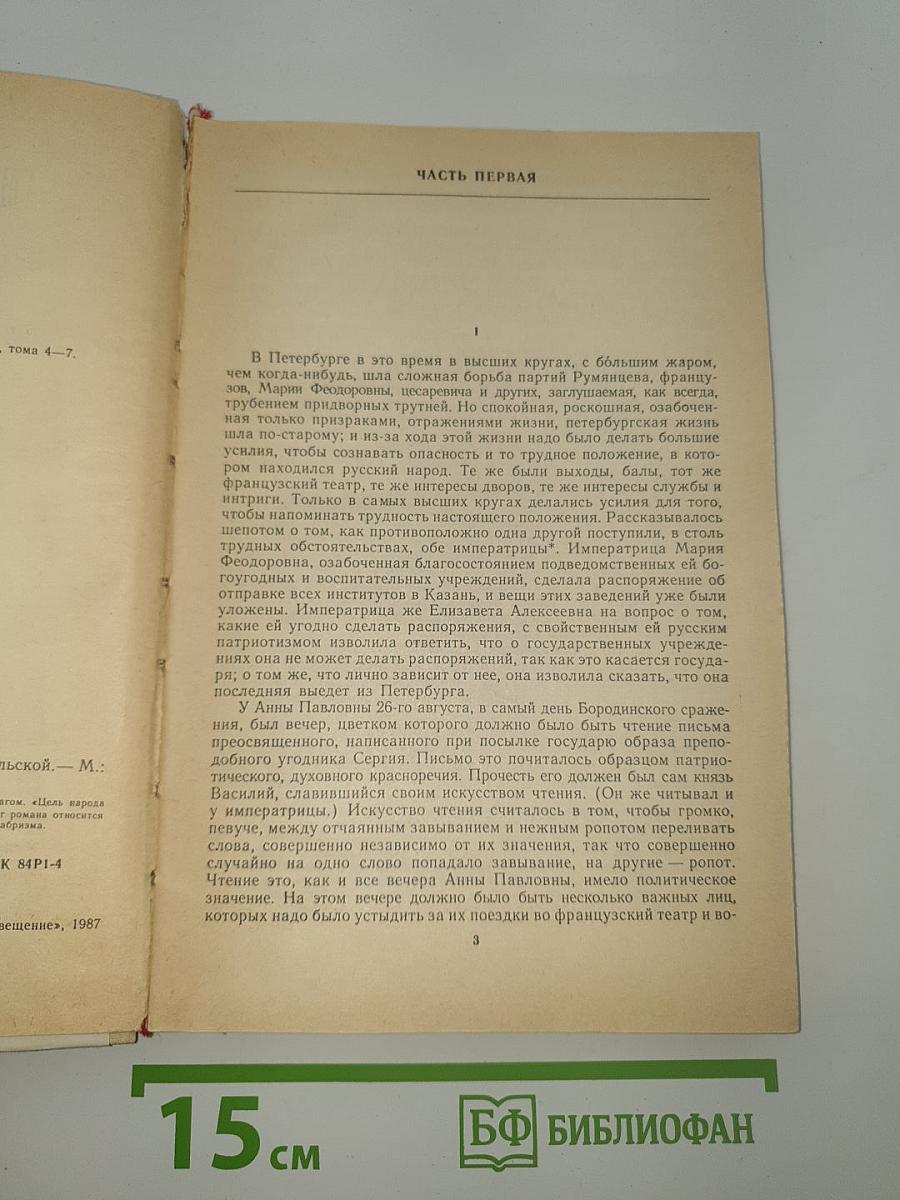 , тома 4—7.
льской.— М.:
агом. «Цель народа
г романа относится
абризма.
К 84Р1-4
вещение», 1987
ЧАСТЬ ПЕРВАЯ
I
В Петербурге в это время в высших кругах, с бóльшим жаром,
чем когда-нибудь, шла сложная борьба партий Румянцева, францу-
зов, Марии Феодоровны, цесаревича и других, заглушаемая, как всегда,
трубением придворных трутней. Но спокойная, роскошная, озабочен-
ная только призраками, отражениями жизни, петербургская жизнь
шла по-старому; и из-за хода этой жизни надо было делать большие
усилия, чтобы сознавать опасность и то трудное положение, в кото-
ром находился русский народ. Те же были выходы, балы, тот же
французский театр, те же интересы дворов, те же интересы службы и
интриги. Только в самых высших кругах делались усилия для того,
чтобы напоминать трудность настоящего положения. Рассказывалось
шепотом о том, как противоположно одна другой поступили, в столь
трудных обстоятельствах, обе императрицы*. Императрица Мария
Феодоровна, озабоченная благосостоянием подведомственных ей бо-
гоугодных и воспитательных учреждений, сделала распоряжение об
отправке всех институтов в Казань, и вещи этих заведений уже были
уложены. Императрица же Елизавета Алексеевна на вопрос о том,
какие ей угодно сделать распоряжения, с свойственным ей русским
патриотизмом изволила ответить, что о государственных учрежде-
ниях она не может делать распоряжений, так как это касается госуда-
ря; о том же, что лично зависит от нее, она изволила сказать, что она
последняя выедет из Петербурга.
У Анны Павловны 26-го августа, в самый день Бородинского сраже-
ния, был вечер, цветком которого должно было быть чтение письма
преосвященного, написанного при посылке государю образа препо-
добного угодника Сергия. Письмо это почиталось образцом патрио-
тического, духовного красноречия. Прочесть его должен был сам князь
Василий, славившийся своим искусством чтения. (Он же читывал и
у императрицы.) Искусство чтения считалось в том, чтобы громко,
певуче, между отчаянным завыванием и нежным ропотом переливать
слова, совершенно независимо от их значения, так что совершенно
случайно на одно слово попадало завывание, на другие — ропот.
Чтение это, как и все вечера Анны Павловны, имело политическое
значение. На этом вечере должно было быть несколько важных лиц,
которых надо было устыдить за их поездки во французский театр и во-
3
15 см
БФ БИБЛИОФАН